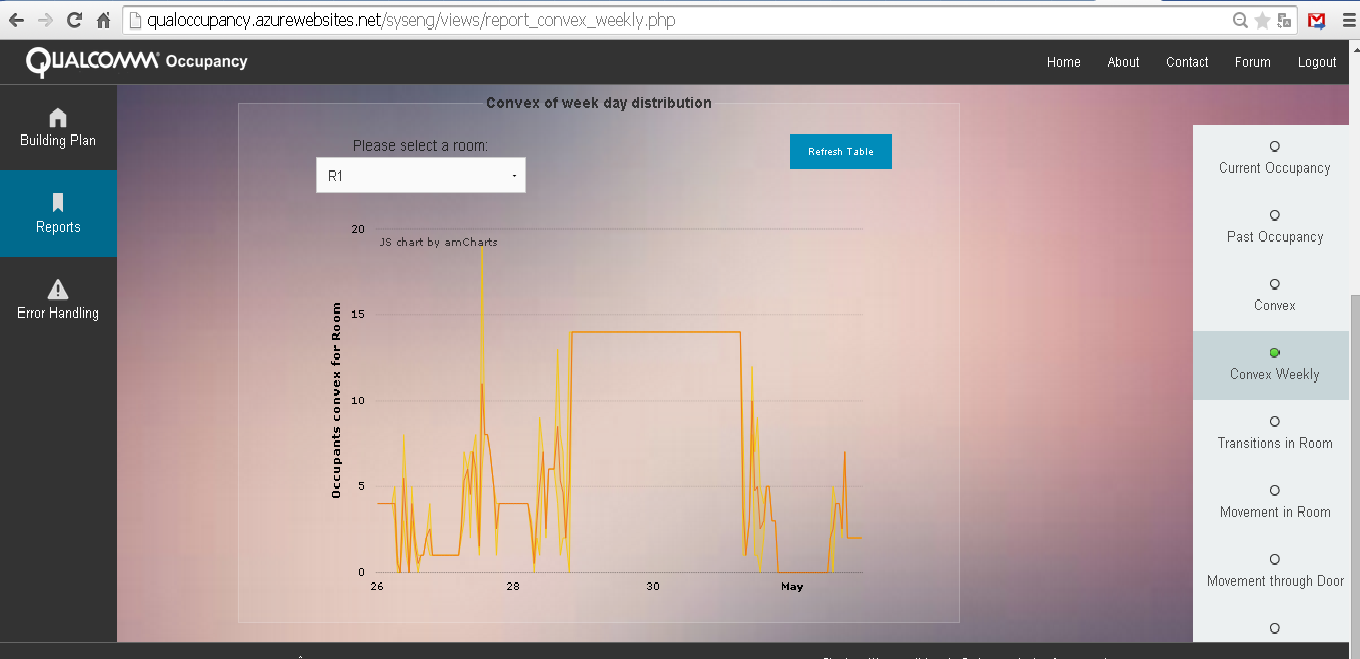 qualoccupancy.azurewebsites.net/syseng/views/report_convex_weekly.php
QUALCOMM® Occupancy
Home About Contact Forum Logout
Building Plan
Reports
Error Handling
Convex of week day distribution
Please select a room:
R1
Refresh Table
20
JS chart by amCharts
15
10
5
0
Occupants convex for Room
26 28 30 May
Current Occupancy
Past Occupancy
Convex
Convex Weekly
Transitions in Room
Movement in Room
Movement through Door